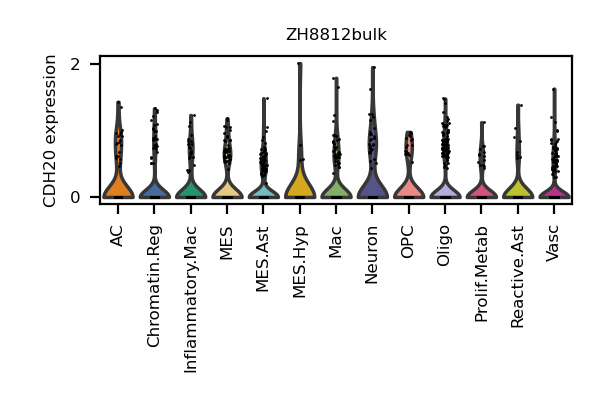 ZH8812bulk
CDH20 expression
2
0
AC
Chromatin.Reg
Inflammatory.Mac
MES
MES.Ast
MES.Hyp
Mac
Neuron
OPC
Oligo
Prolif.Metab
Reactive.Ast
Vasc